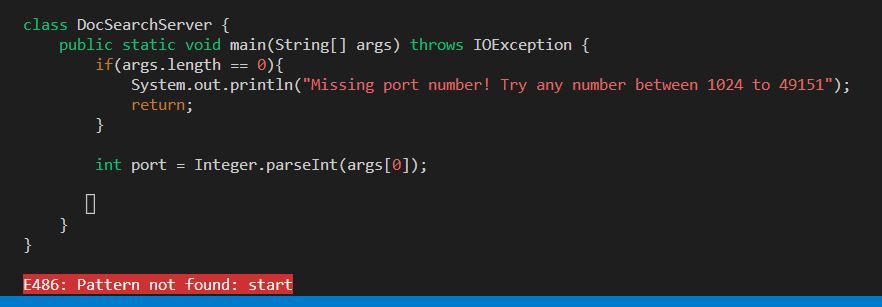 class DocSearchServer {
    public static void main(String[] args) throws IOException {
        if(args.length == 0){
            System.out.println("Missing port number! Try any number between 1024 to 49151");
            return;
        }

        int port = Integer.parseInt(args[0]);

    }
}
E486: Pattern not found: start